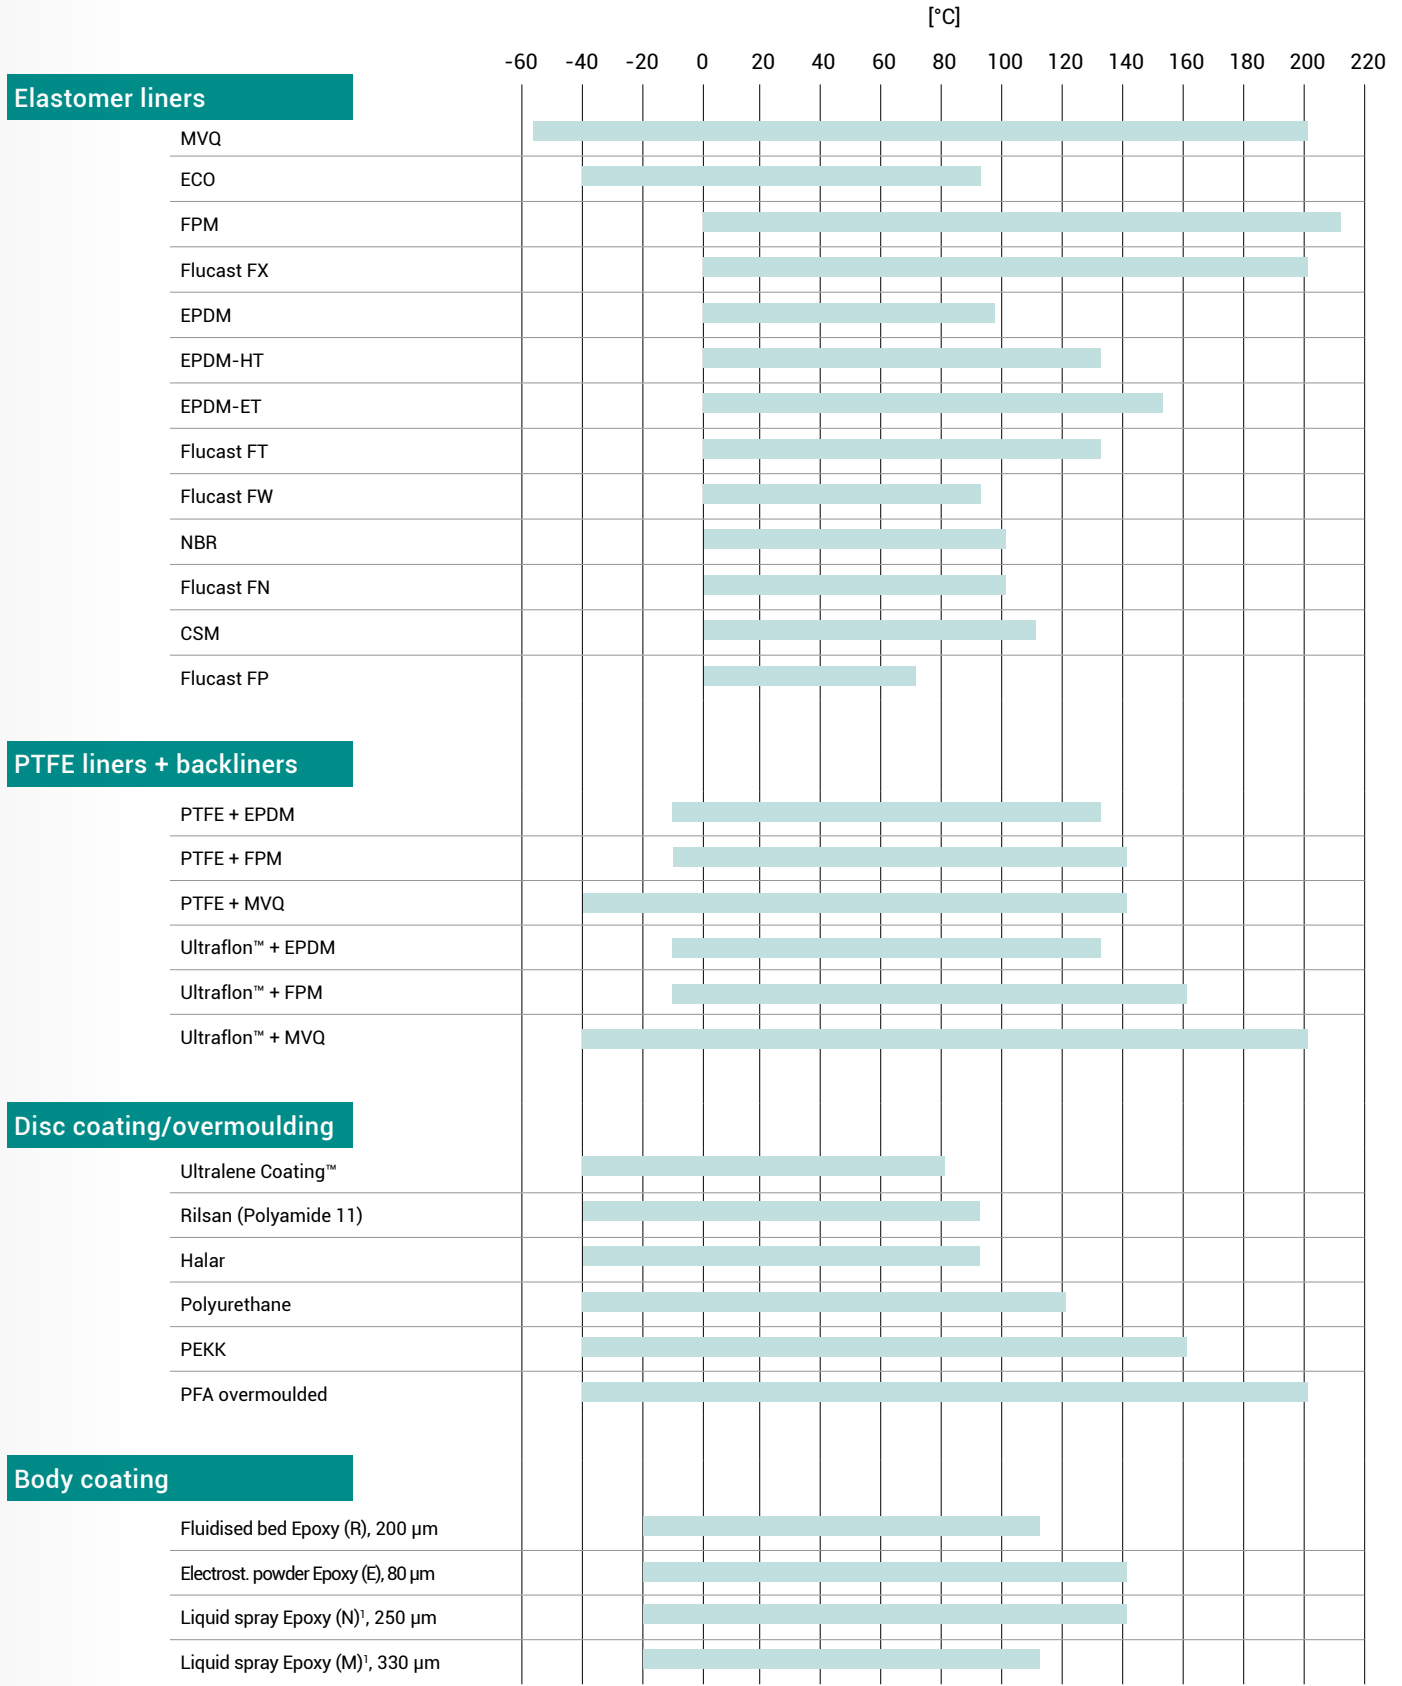 [°C]
-60 -40 -20 0 20 40 60 80 100 120 140 160 180 200 220
Elastomer liners
MVQ
ECO
FPM
Flucast FX
EPDM
EPDM-HT
EPDM-ET
Flucast FT
Flucast FW
NBR
Flucast FN
CSM
Flucast FP
PTFE liners + backliners
PTFE + EPDM
PTFE + FPM
PTFE + MVQ
Ultraflon™ + EPDM
Ultraflon™ + FPM
Ultraflon™ + MVQ
Disc coating/overmoulding
Ultralene Coating™
Rilsan (Polyamide 11)
Halar
Polyurethane
PEKK
PFA overmoulded
Body coating
Fluidised bed Epoxy (R), 200 µm
Electrost. powder Epoxy (E), 80 µm
Liquid spray Epoxy (N)¹, 250 µm
Liquid spray Epoxy (M)¹, 330 µm